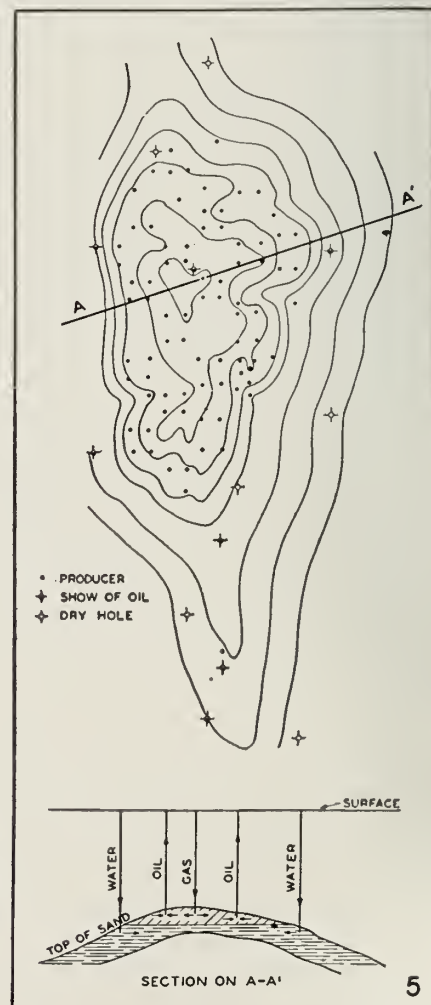 A'
A
PRODUCER
SHOW OF OIL
DRY HOLE
SURFACE
WATER
OIL
GAS
OIL
WATER
TOP OF SAND
SECTION ON A-A'
5